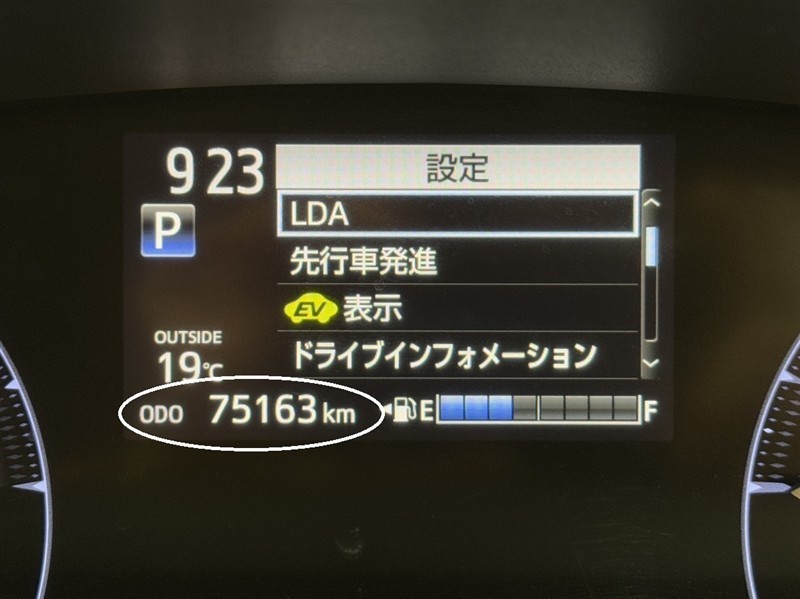 9 23
設定
P
LDA
先行車発進
EV 表示
ドライブインフォメーション
OUTSIDE
19℃
ODO 75163 km
E F